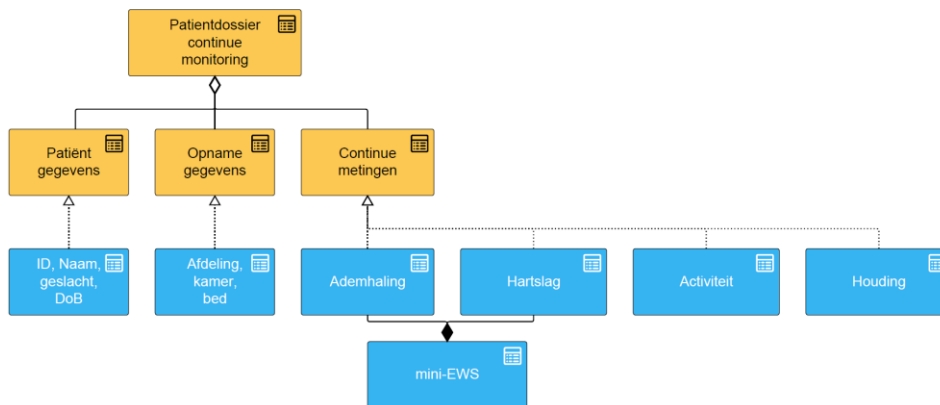 Patientdossier
continue
monitoring
Patiënt
gegevens
Opname
gegevens
Continue
metingen
ID, Naam,
geslacht,
DoB
Afdeling,
kamer,
bed
Ademhaling
Hartslag
Activiteit
Houding
mini-EWS